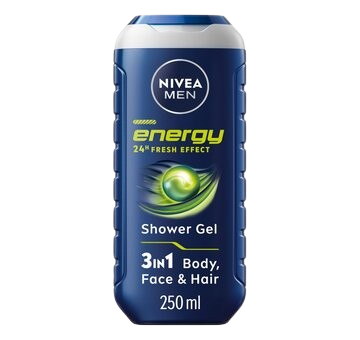 NIVEA
MEN
energy
24H FRESH EFFECT
Shower Gel
3IN1 Body,
Face & Hair
250 ml